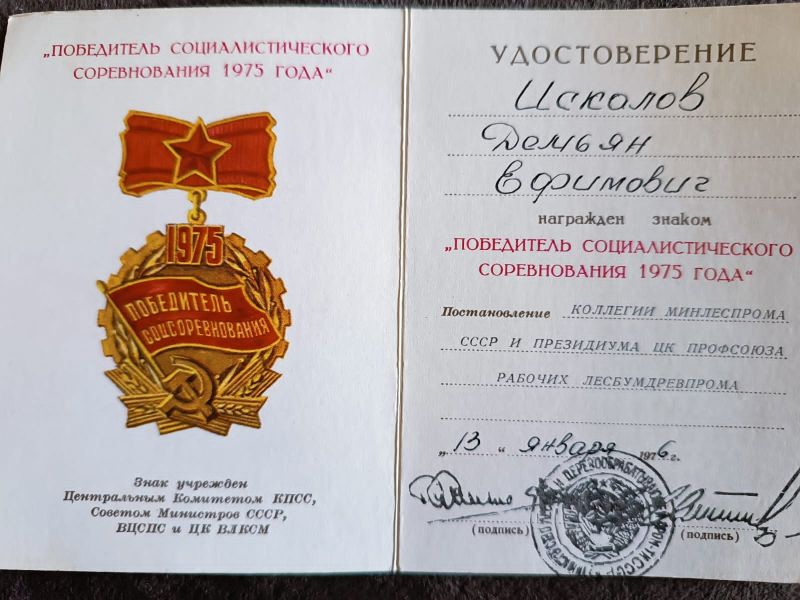 „ПОБЕДИТЕЛЬ СОЦИАЛИСТИЧЕСКОГО
СОРЕВНОВАНИЯ 1975 ГОДА“
1975
ПОБЕДИТЕЛЬ
СОЦСОРЕВНОВАНИЯ
Знак учрежден
Центральным Комитетом КПСС,
Советом Министров СССР,
ВЦСПС и ЦК ВЛКСМ
УДОСТОВЕРЕНИЕ
Искалов
Демьян
Ефимович
награжден знаком
„ПОБЕДИТЕЛЬ СОЦИАЛИСТИЧЕСКОГО
СОРЕВНОВАНИЯ 1975 ГОДА“
Постановление КОЛЛЕГИИ МИНЛЕСПРОМА
СССР И ПРЕЗИДИУМА ЦК ПРОФСОЮЗА
РАБОЧИХ ЛЕСБУМДРЕВПРОМА
„13“ января 1976 г.
(подпись) (подпись)